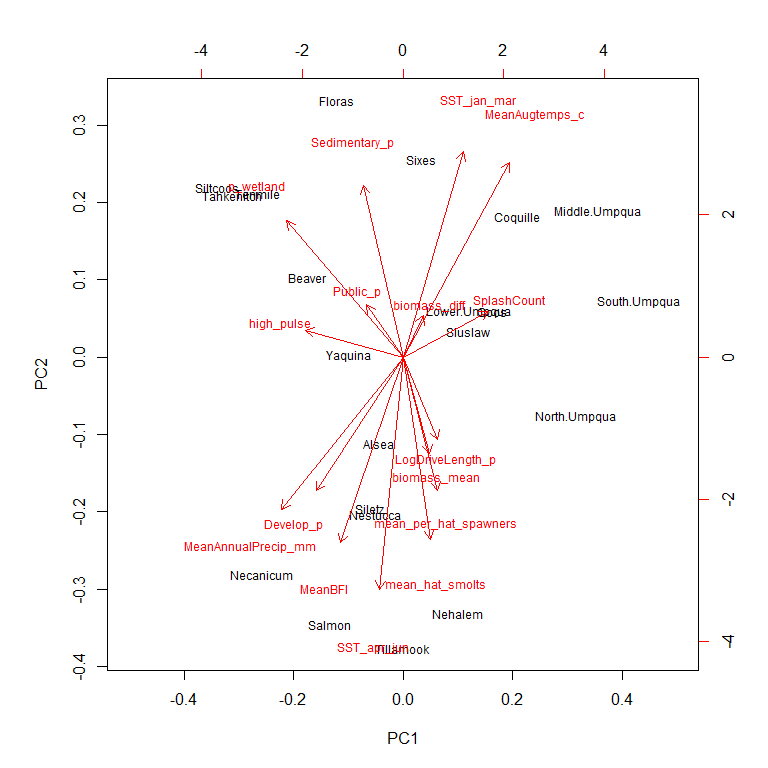 -4 -2 0 2 4
Floras
SST_jan_mar
MeanAugtemps_c
Sedimentary_p
Sixes
p_wetland
Siltcoos
Tenmile
Tahkenitch
Middle.Umpqua
Coquille
Beaver
Public_p
SplashCount
South.Umpqua
biomass_diff
Lower.Umpqua
Coos
high_pulse
Siuslaw
Yaquina
North.Umpqua
Alsea
LogDriveLength_p
biomass_mean
Siletz
Nestucca
Develop_p
mean_per_hat_spawners
MeanAnnualPrecip_mm
Necanicum
MeanBFI
mean_hat_smolts
Nehalem
Salmon
SST_apr_jun
Tillamook
0.3
0.2
0.1
0.0
-0.1
-0.2
-0.3
-0.4
PC2
2
0
-2
-4
-0.4 -0.2 0.0 0.2 0.4
PC1